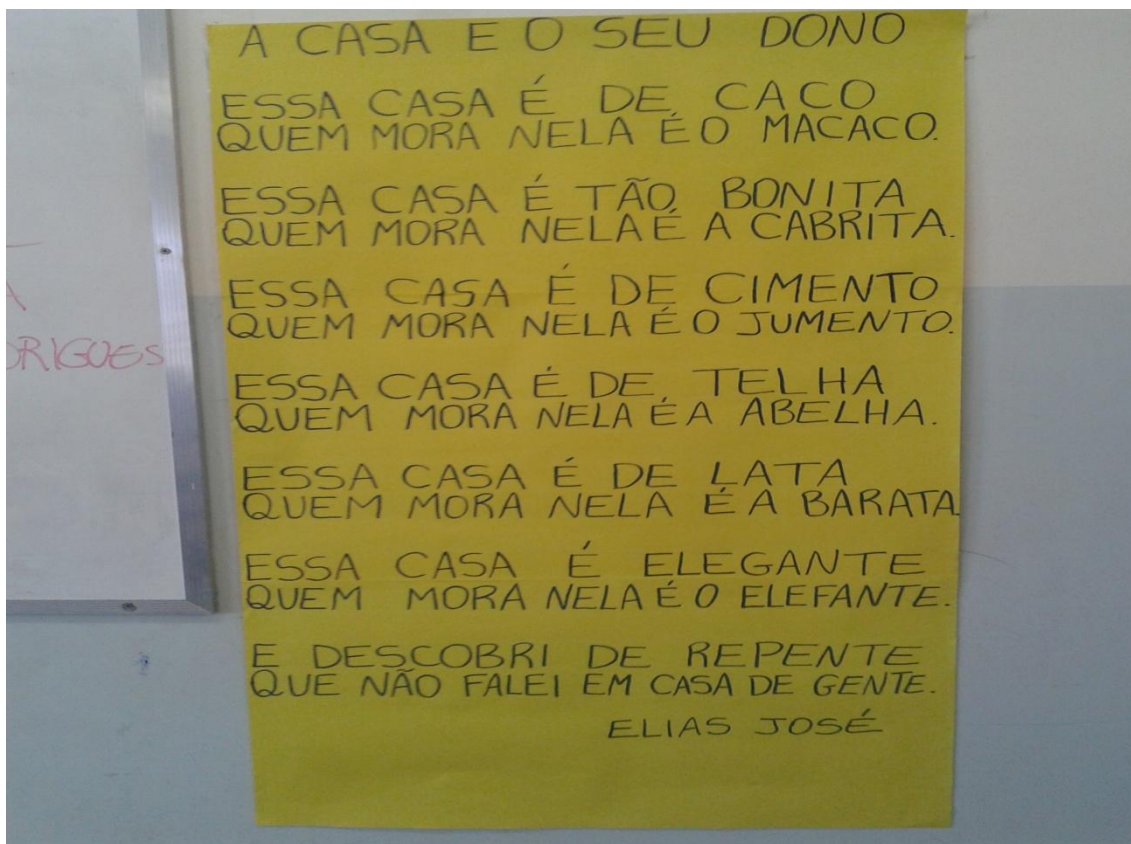 A CASA E O SEU DONO
ESSA CASA É DE CACO
QUEM MORA NELA É O MACACO.
ESSA CASA É TÃO BONITA
QUEM MORA NELA É A CABRITA.
ESSA CASA É DE CIMENTO
QUEM MORA NELA É O JUMENTO.
ESSA CASA É DE TELHA
QUEM MORA NELA É A ABELHA.
ESSA CASA É DE LATA
QUEM MORA NELA É A BARATA
ESSA CASA É ELEGANTE
QUEM MORA NELA É O ELEFANTE.
E DESCOBRI DE REPENTE
QUE NÃO FALEI EM CASA DE GENTE.
ELIAS JOSÉ